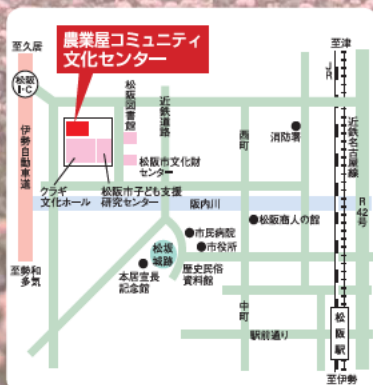 農業屋コミュニティ
文化センター
至久居
至津
松阪
I・C
JR
松阪図書館
近鉄道路
西町
消防署
近鉄名古屋線
伊勢自動車道
松阪市文化財
センター
クラギ
文化ホール
松阪市子ども支援
研究センター
阪内川
R
42号
松阪商人の館
市民病院
市役所
松坂
城跡
歴史民俗
資料館
本居宣長
記念館
至勢和
多気
中町
駅前通り
松阪駅
至伊勢